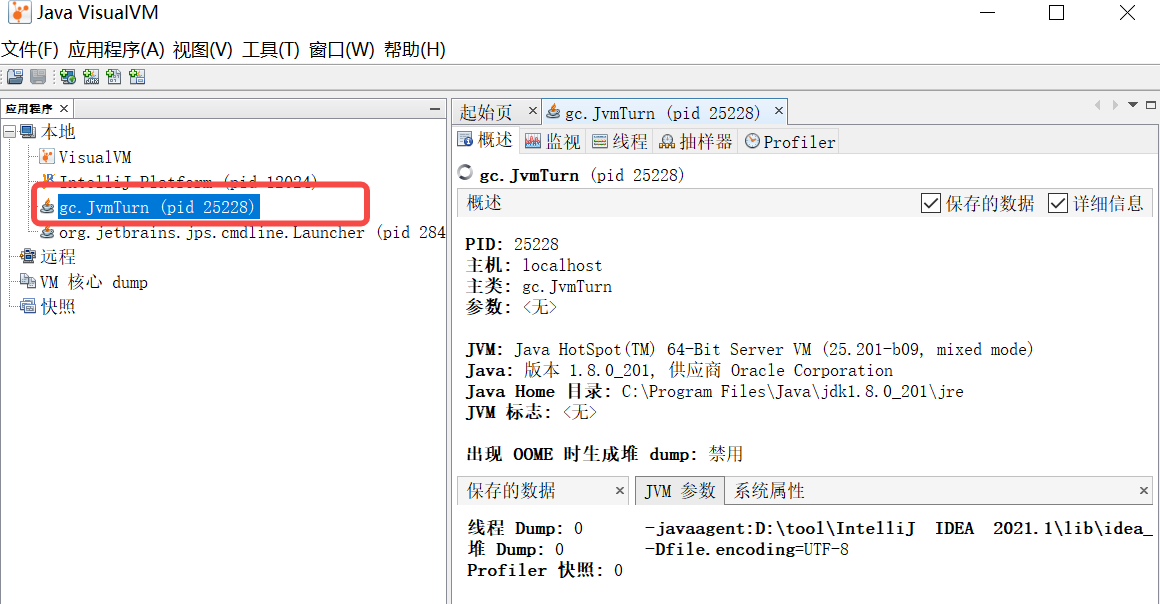 Java VisualVM
文件(F) 应用程序(A) 视图(V) 工具(T) 窗口(W) 帮助(H)
应用程序
本地
VisualVM
IntelliJ Platform (pid 12024)
gc.JvmTurn (pid 25228)
org.jetbrains.jps.cmdline.Launcher (pid 284
远程
VM 核心 dump
快照
起始页 gc.JvmTurn (pid 25228)
概述 监视 线程 抽样器 Profiler
gc.JvmTurn (pid 25228)
概述 保存的数据 详细信息
PID: 25228
主机: localhost
主类: gc.JvmTurn
参数: <无>
JVM: Java HotSpot(TM) 64-Bit Server VM (25.201-b09, mixed mode)
Java: 版本 1.8.0_201, 供应商 Oracle Corporation
Java Home 目录: C:\Program Files\Java\jdk1.8.0_201\jre
JVM 标志: <无>
出现 OOME 时生成堆 dump: 禁用
保存的数据 JVM 参数 系统属性
线程 Dump: 0 -javaagent:D:\tool\IntelliJ IDEA 2021.1\lib\idea_
堆 Dump: 0 -Dfile.encoding=UTF-8
Profiler 快照: 0